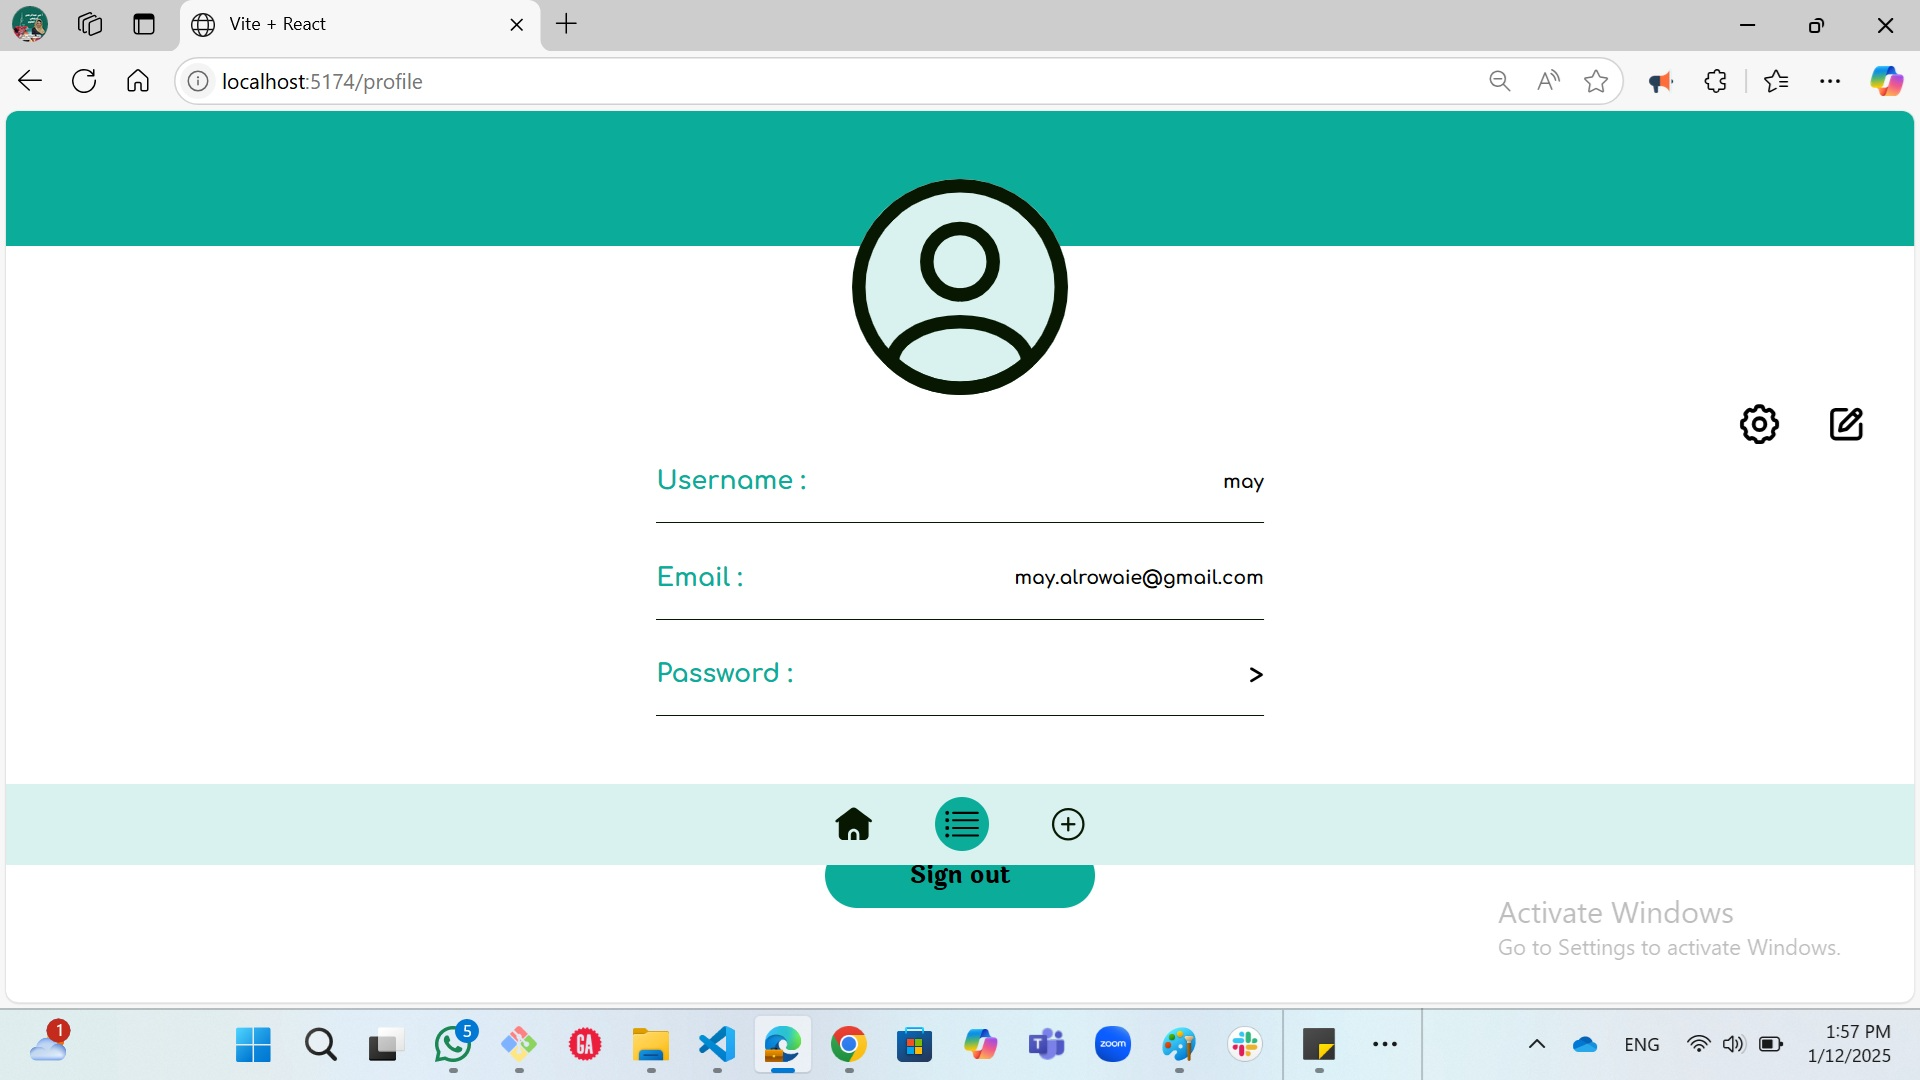 Vite + React
localhost:5174/profile
Username :
may
Email :
may.alrowaie@gmail.com
Password :
>
Sign out
Activate Windows
Go to Settings to activate Windows.
1
5
GA
zoom
ENG
1:57 PM
1/12/2025